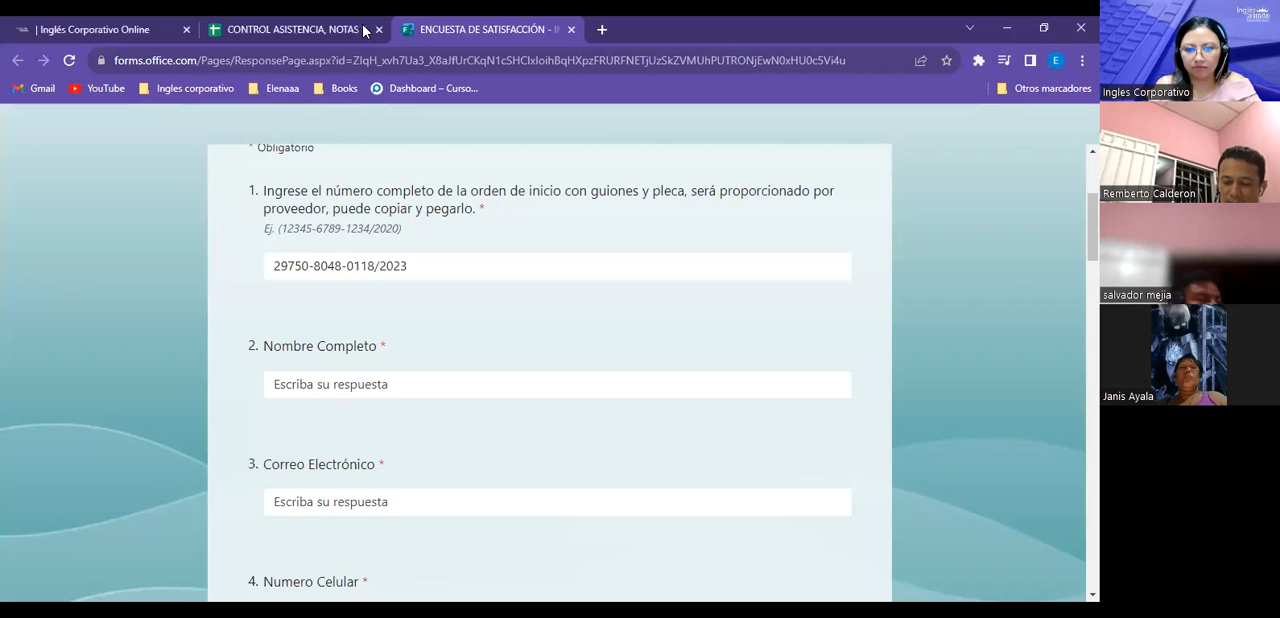 Inglés Corporativo Online
CONTROL ASISTENCIA, NOTAS
ENCUESTA DE SATISFACCIÓN - I
forms.office.com/Pages/ResponsePage.aspx?id=ZIqH_xvh7Ua3_X8aJfUrCKqN1cSHCIxIoihBqHXpzFRURFNETjUzSkZVMUhPUTRONjEwN0xHU0c5Vi4u
E
Gmail
YouTube
Ingles corporativo
Elenaaa
Books
Dashboard – Curso...
Otros marcadores
* Obligatorio
1. Ingrese el número completo de la orden de inicio con guiones y pleca, será proporcionado por
proveedor, puede copiar y pegarlo. *
Ej. (12345-6789-1234/2020)
29750-8048-0118/2023
2. Nombre Completo *
Escriba su respuesta
3. Correo Electrónico *
Escriba su respuesta
4. Numero Celular *
Ingles Corporativo
Remberto Calderon
salvador mejia
Janis Ayala